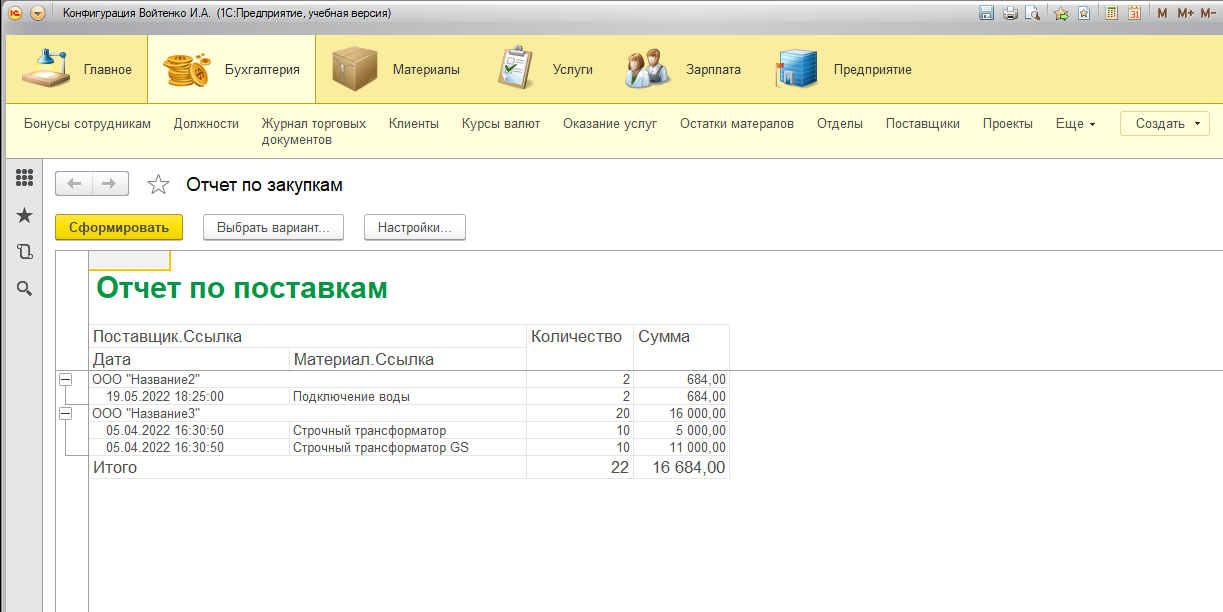 Конфигурация Войтенко И.А. (1С:Предприятие, учебная версия)
31 M M+ M-
Главное Бухгалтерия Материалы Услуги Зарплата Предприятие
Бонусы сотрудникам Должности Журнал торговых документов Клиенты Курсы валют Оказание услуг Остатки матералов Отделы Поставщики Проекты Еще Создать
Отчет по закупкам
Сформировать Выбрать вариант... Настройки...
Отчет по поставкам
Поставщик.Ссылка Количество Сумма
Дата Материал.Ссылка
ООО "Название2" 2 684,00
19.05.2022 18:25:00 Подключение воды 2 684,00
ООО "Название3" 20 16 000,00
05.04.2022 16:30:50 Строчный трансформатор 10 5 000,00
05.04.2022 16:30:50 Строчный трансформатор GS 10 11 000,00
Итого 22 16 684,00